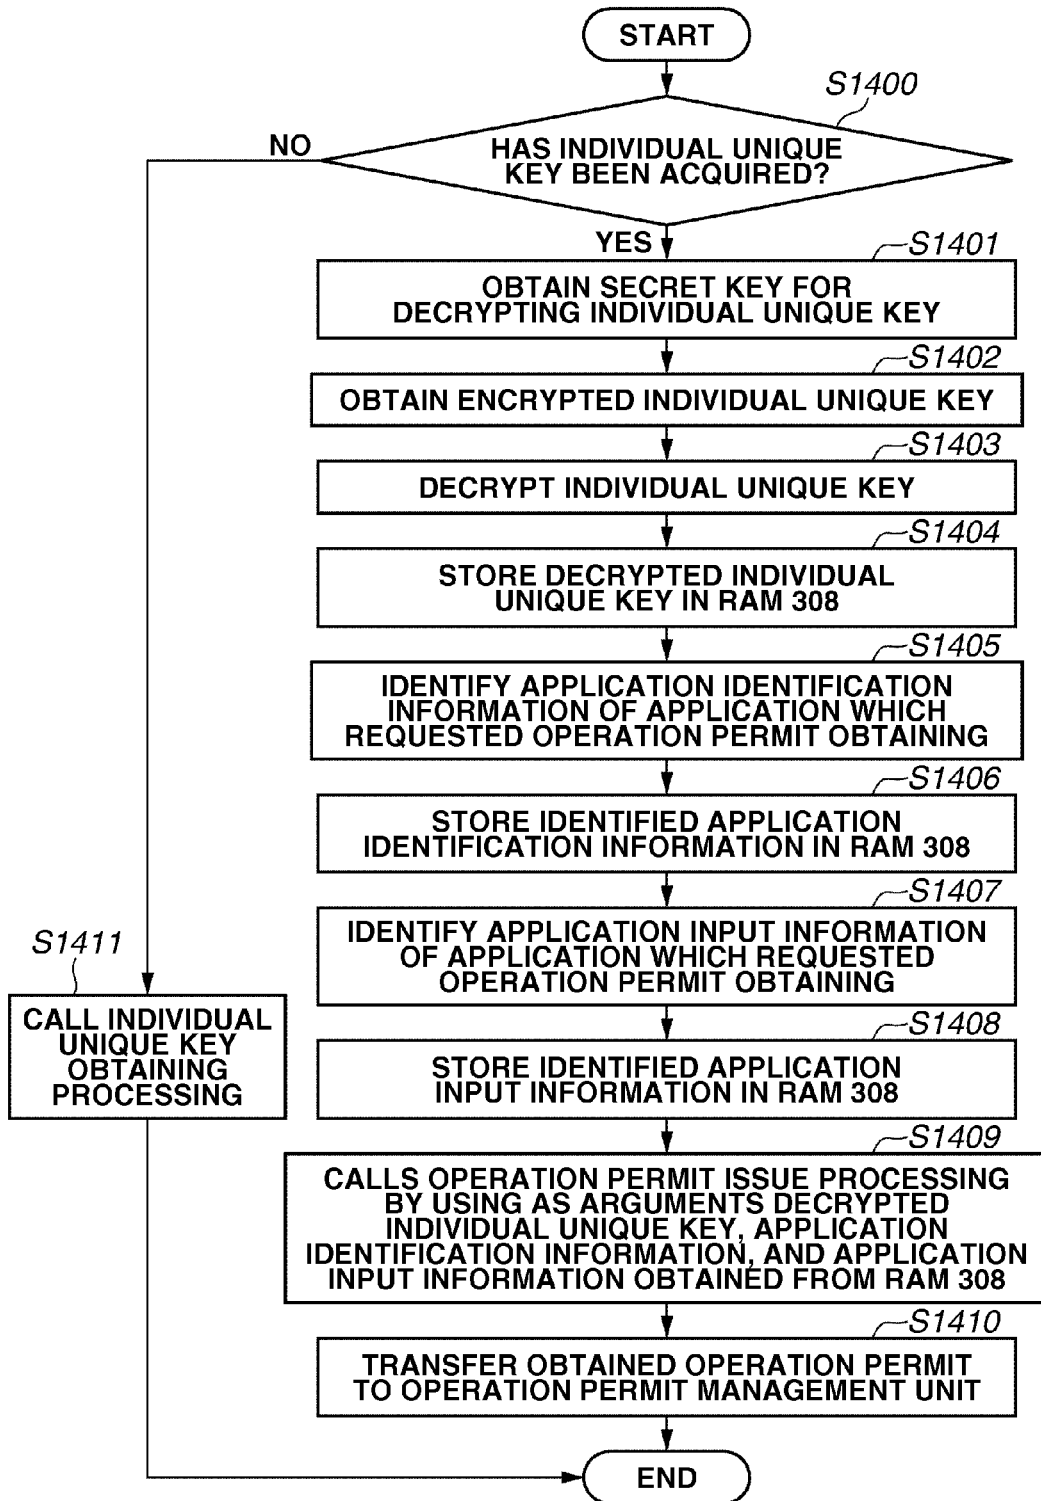 START
S1400
NO
HAS INDIVIDUAL UNIQUE
KEY BEEN ACQUIRED?
YES
S1401
OBTAIN SECRET KEY FOR
DECRYPTING INDIVIDUAL UNIQUE KEY
S1402
OBTAIN ENCRYPTED INDIVIDUAL UNIQUE KEY
S1403
DECRYPT INDIVIDUAL UNIQUE KEY
S1404
STORE DECRYPTED INDIVIDUAL
UNIQUE KEY IN RAM 308
S1405
IDENTIFY APPLICATION IDENTIFICATION
INFORMATION OF APPLICATION WHICH
REQUESTED OPERATION PERMIT OBTAINING
S1406
STORE IDENTIFIED APPLICATION
IDENTIFICATION INFORMATION IN RAM 308
S1407
IDENTIFY APPLICATION INPUT INFORMATION
OF APPLICATION WHICH REQUESTED
OPERATION PERMIT OBTAINING
S1411
CALL INDIVIDUAL
UNIQUE KEY
OBTAINING
PROCESSING
S1408
STORE IDENTIFIED APPLICATION
INPUT INFORMATION IN RAM 308
S1409
CALLS OPERATION PERMIT ISSUE PROCESSING
BY USING AS ARGUMENTS DECRYPTED
INDIVIDUAL UNIQUE KEY, APPLICATION
IDENTIFICATION INFORMATION, AND APPLICATION
INPUT INFORMATION OBTAINED FROM RAM 308
S1410
TRANSFER OBTAINED OPERATION PERMIT
TO OPERATION PERMIT MANAGEMENT UNIT
END